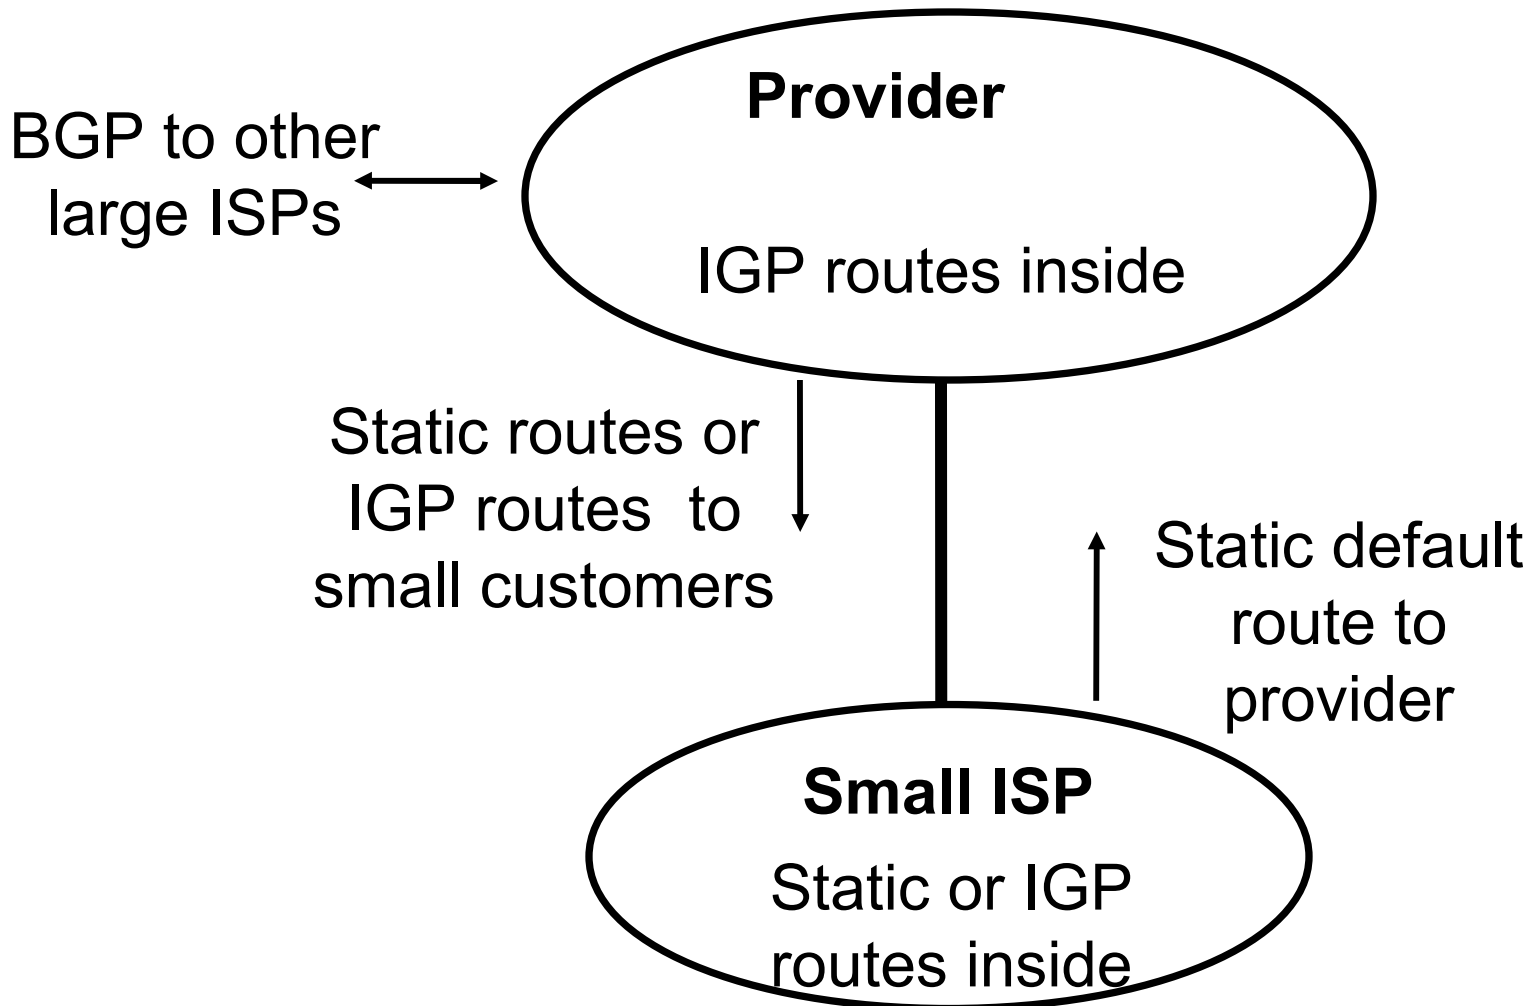 Provider
BGP to other
large ISPs
IGP routes inside
Static routes or
IGP routes  to
small customers
Static default
route to
provider
Small ISP
Static or IGP
routes inside